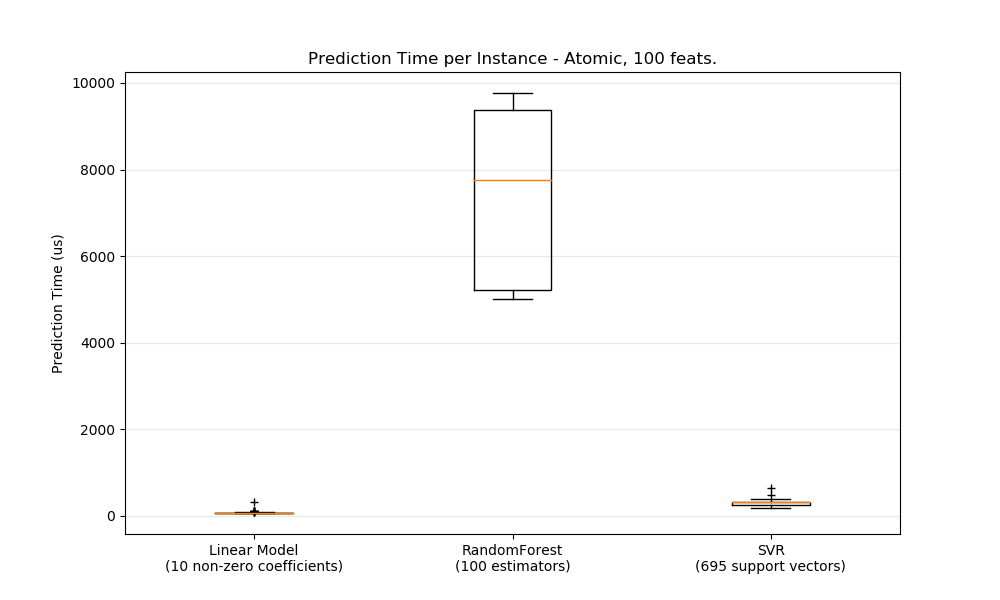 Prediction Time per Instance - Atomic, 100 feats.
10000
8000
6000
4000
2000
0
Prediction Time (us)
Linear Model
(10 non-zero coefficients)
RandomForest
(100 estimators)
SVR
(695 support vectors)